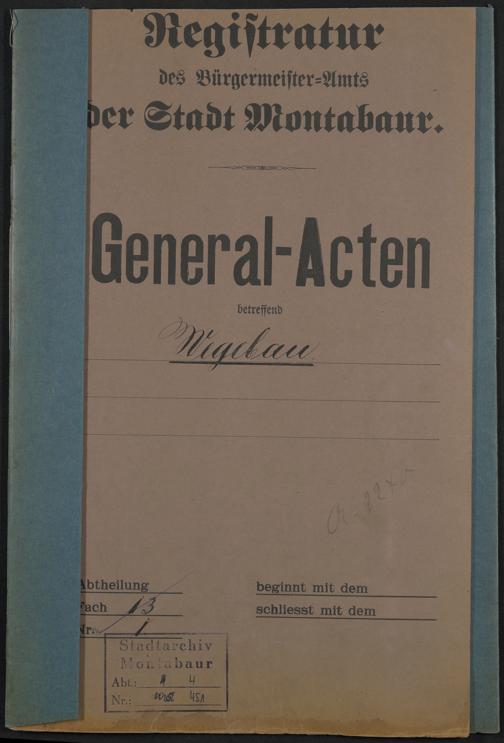 Registratur
des Bürgermeister-Amts
der Stadt Montabaur.
General-Acten
betreffend
Wegebau.
Abtheilung
Fach 13
Nr. 1
beginnt mit dem
schliesst mit dem
Stadtarchiv
Montabaur
Abt.: 4
Nr.: 451